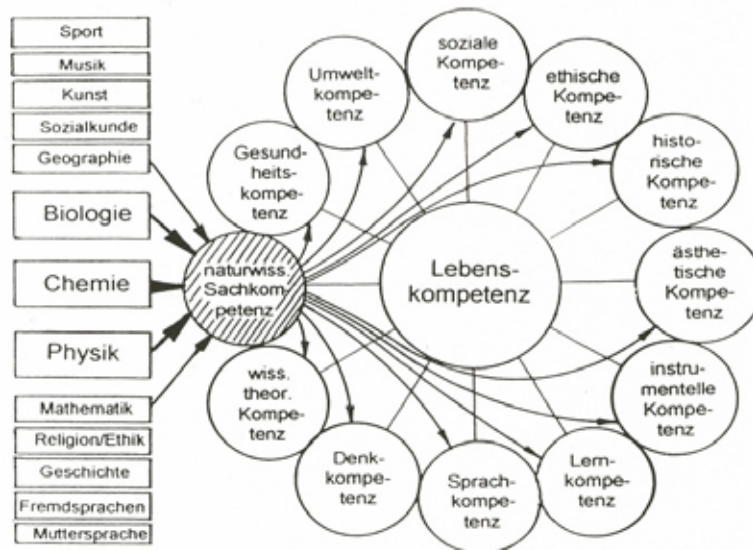 Sport
Musik
Kunst
Sozialkunde
Geographie
Biologie
Chemie
Physik
Mathematik
Religion/Ethik
Geschichte
Fremdsprachen
Muttersprache
naturwiss.
Sachkom-
petenz
Gesund-
heits-
kompe-
tenz
Umwelt-
kompe-
tenz
soziale
Kompe-
tenz
ethische
Kompe-
tenz
histo-
rische
Kompe-
tenz
ästhe-
tische
Kompe-
tenz
instru-
mentelle
Kompe-
tenz
Lern-
kompe-
tenz
Sprach-
kompe-
tenz
Denk-
kompe-
tenz
wiss.
theor.
Kompe-
tenz
Lebens-
kompetenz